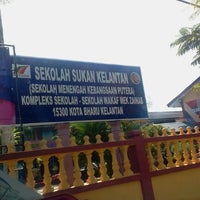 SEKOLAH SUKAN KELANTAN
(SEKOLAH MENENGAH KEBANGSAAN PUTERA)
KOMPLEKS SEKOLAH - SEKOLAH WAKAF MEK ZAINAB
15300 KOTA BHARU KELANTAN